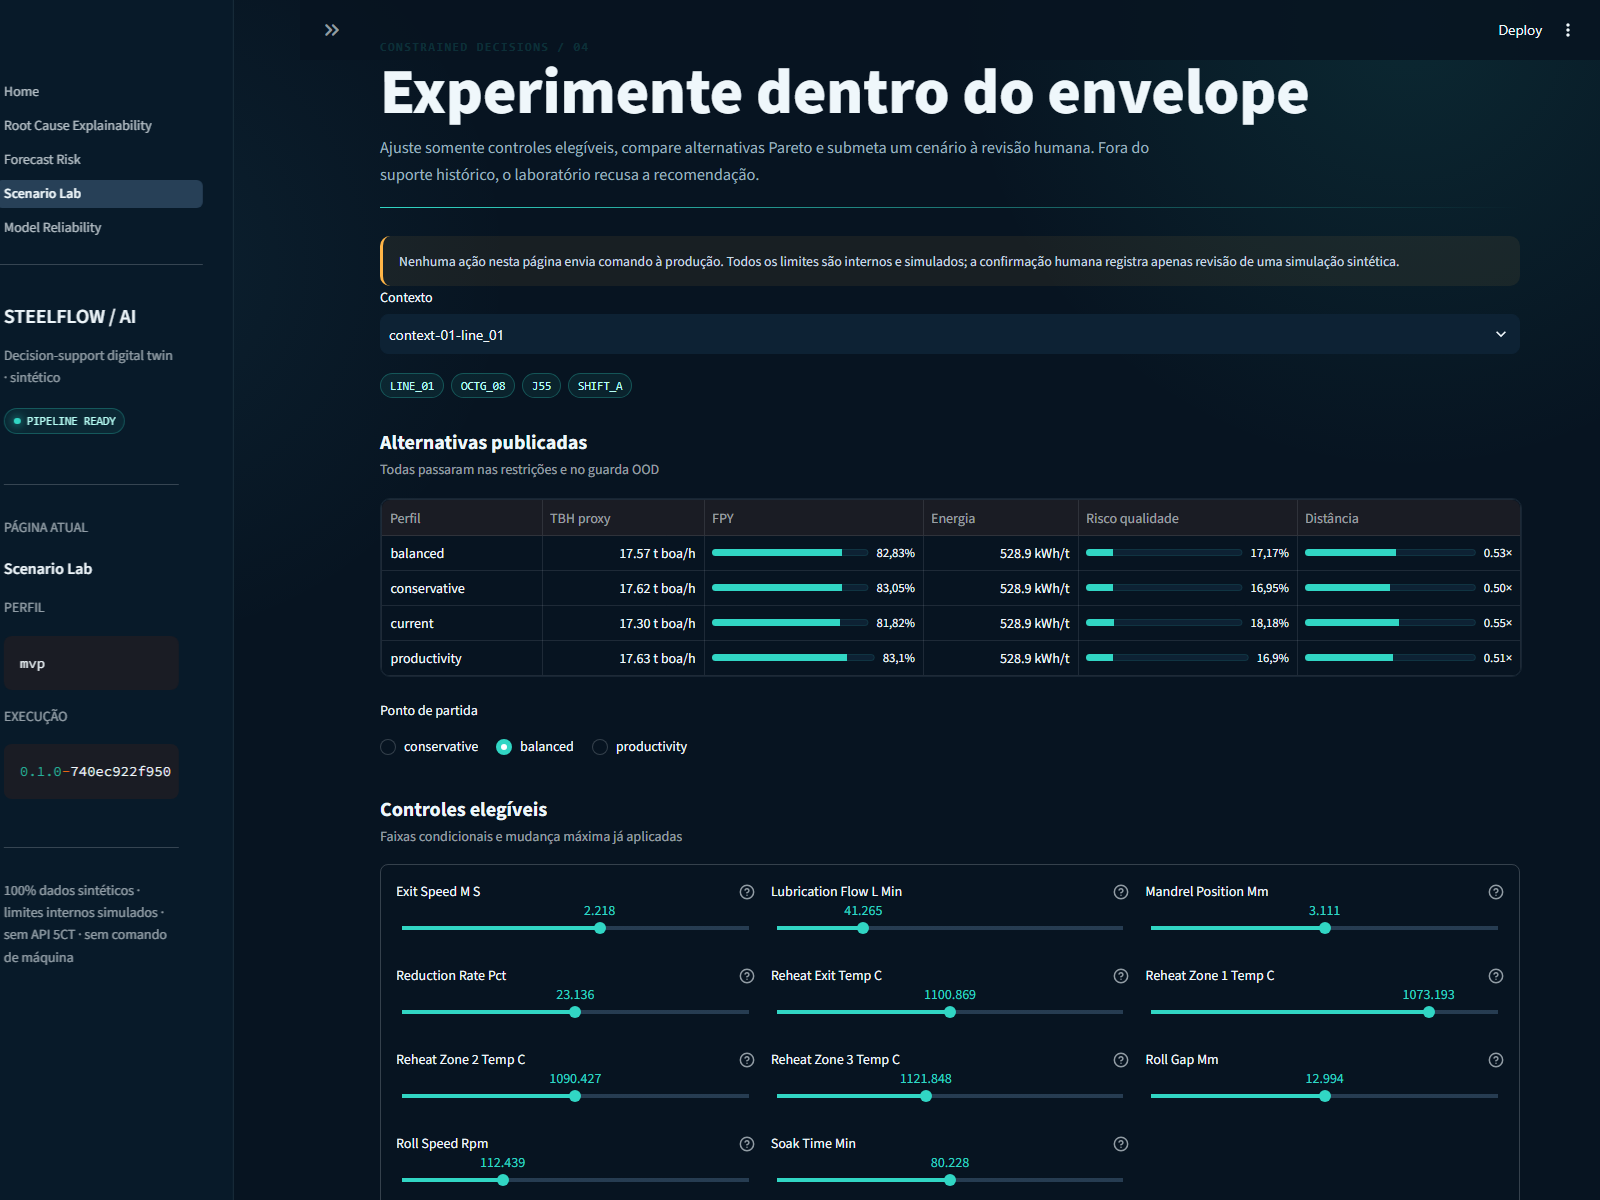 Deploy
Home
Root Cause Explainability
Forecast Risk
Scenario Lab
Model Reliability
STEELFLOW / AI
Decision-support digital twin
· sintético
PIPELINE READY
PÁGINA ATUAL
Scenario Lab
PERFIL
mvp
EXECUÇÃO
0.1.0-740ec922f950
100% dados sintéticos ·
limites internos simulados ·
sem API 5CT · sem comando
de máquina
CONSTRAINED DECISIONS / 04
Experimente dentro do envelope
Ajuste somente controles elegíveis, compare alternativas Pareto e submeta um cenário à revisão humana. Fora do
suporte histórico, o laboratório recusa a recomendação.
Nenhuma ação nesta página envia comando à produção. Todos os limites são internos e simulados; a confirmação humana registra apenas revisão de uma simulação sintética.
Contexto
context-01-line_01
LINE_01 OCTG_08 J55 SHIFT_A
Alternativas publicadas
Todas passaram nas restrições e no guarda OOD
Perfil TBH proxy FPY Energia Risco qualidade Distância
balanced 17.57 t boa/h 82,83% 528.9 kWh/t 17,17% 0.53×
conservative 17.62 t boa/h 83,05% 528.9 kWh/t 16,95% 0.50×
current 17.30 t boa/h 81,82% 528.9 kWh/t 18,18% 0.55×
productivity 17.63 t boa/h 83,1% 528.9 kWh/t 16,9% 0.51×
Ponto de partida
conservative balanced productivity
Controles elegíveis
Faixas condicionais e mudança máxima já aplicadas
Exit Speed M S Lubrication Flow L Min Mandrel Position Mm
2.218 41.265 3.111
Reduction Rate Pct Reheat Exit Temp C Reheat Zone 1 Temp C
23.136 1100.869 1073.193
Reheat Zone 2 Temp C Reheat Zone 3 Temp C Roll Gap Mm
1090.427 1121.848 12.994
Roll Speed Rpm Soak Time Min
112.439 80.228